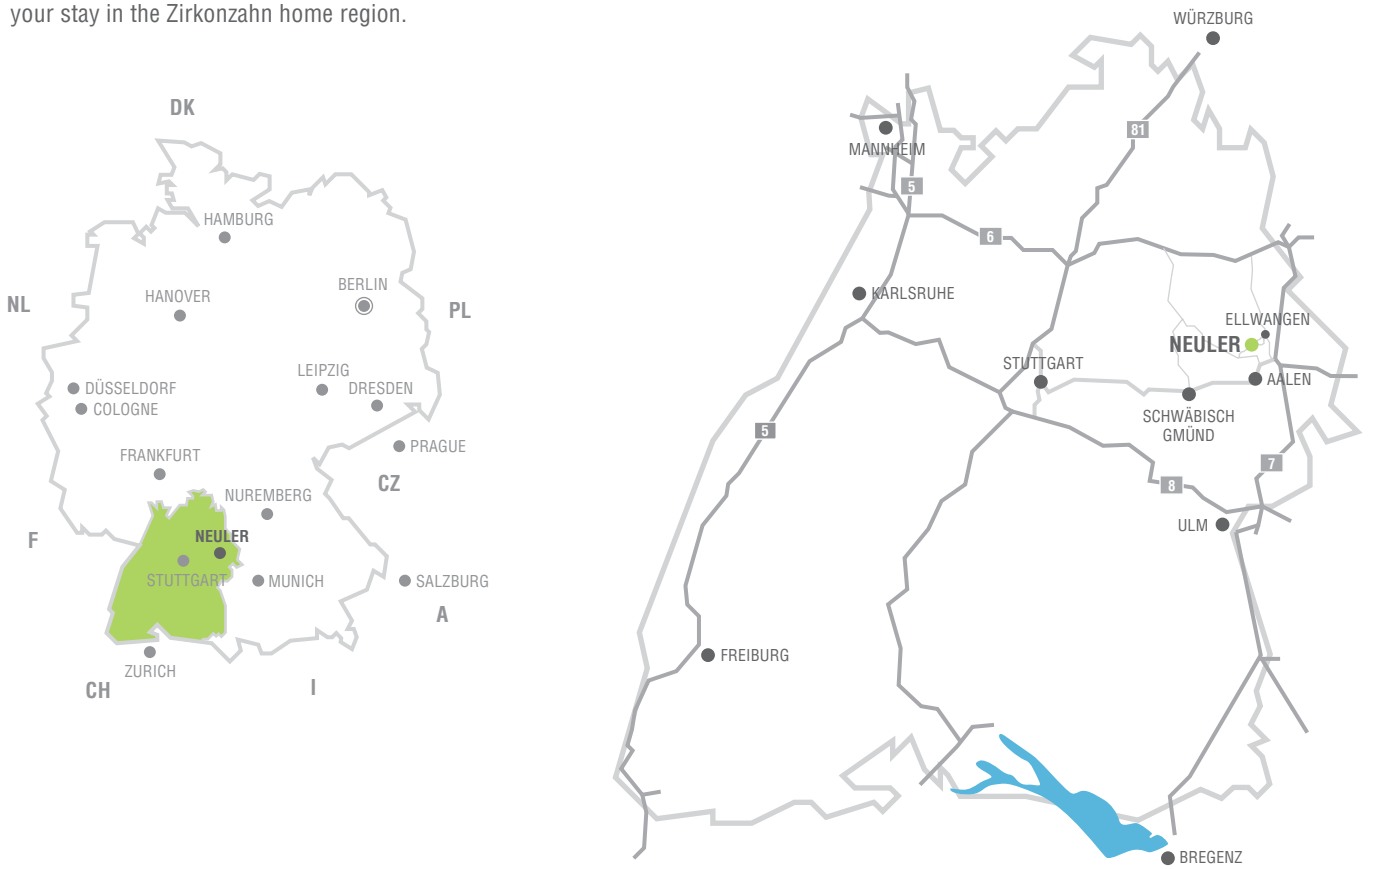 your stay in the Zirkonzahn home region.
DK
HAMBURG
BERLIN
HANOVER
NL
PL
LEIPZIG
DRESDEN
DÜSSELDORF
COLOGNE
PRAGUE
FRANKFURT
CZ
NUREMBERG
NEULER
F
STUTTGART
MUNICH
SALZBURG
A
ZURICH
CH
I
WÜRZBURG
81
MANNHEIM
5
6
KARLSRUHE
ELLWANGEN
NEULER
STUTTGART
AALEN
SCHWÄBISCH
GMÜND
5
7
8
ULM
FREIBURG
BREGENZ